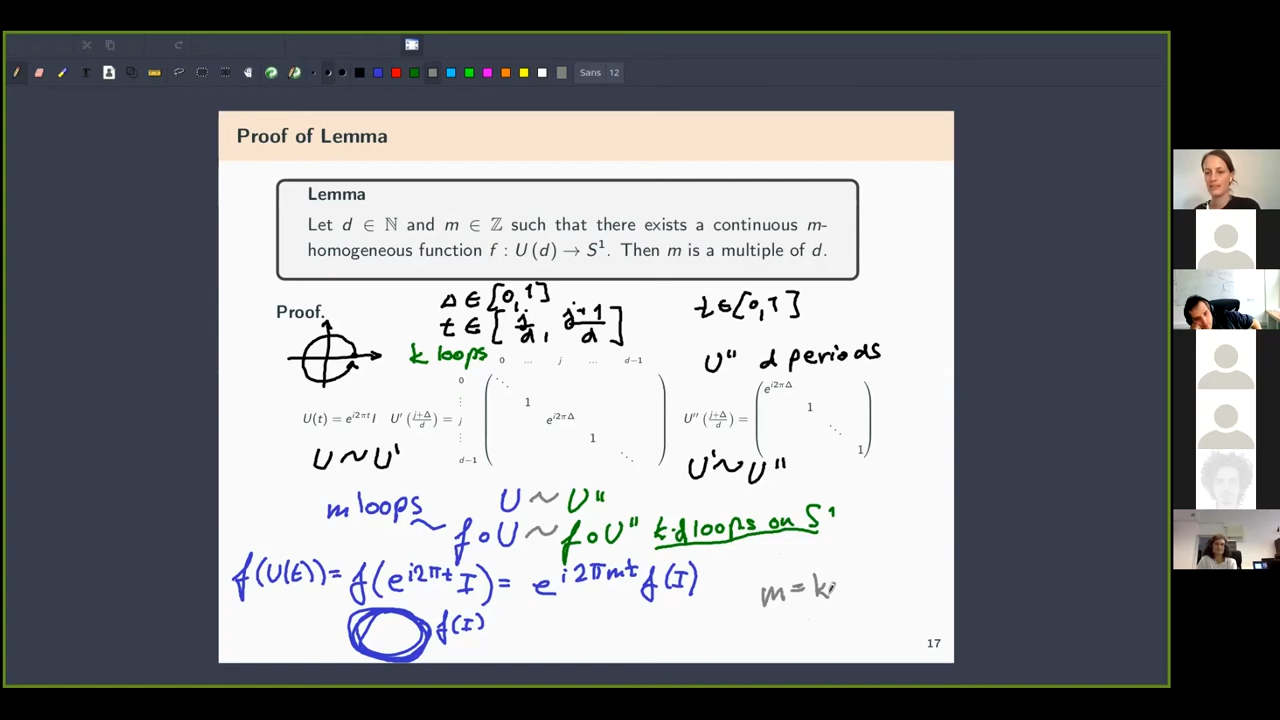 Sans 12
Proof of Lemma
Lemma
Let d ∈ ℕ and m ∈ ℤ such that there exists a continuous m-
homogeneous function f : U(d) → S¹. Then m is a multiple of d.
Proof.
Δ ∈ [0,1]
t ∈ [j/d, j+1/d]
t ∈ [0,1]
k loops
U'' d periods
0 ... j ... d-1
U(t) = e^{i2πt} I U'(j+Δ/d) =
0
⋮
j
⋮
d-1
⋱
1
e^{i2πΔ}
1
⋱
U''(j+Δ/d) =
e^{i2πΔ}
1
⋱
1
U ~ U'
U' ~ U''
m loops
U ~ U''
~ f∘U ~ f∘U'' k·d loops on S¹
f(U(t)) = f(e^{i2πt} I) = e^{i2πmt} f(I)
m = k
f(I)
17